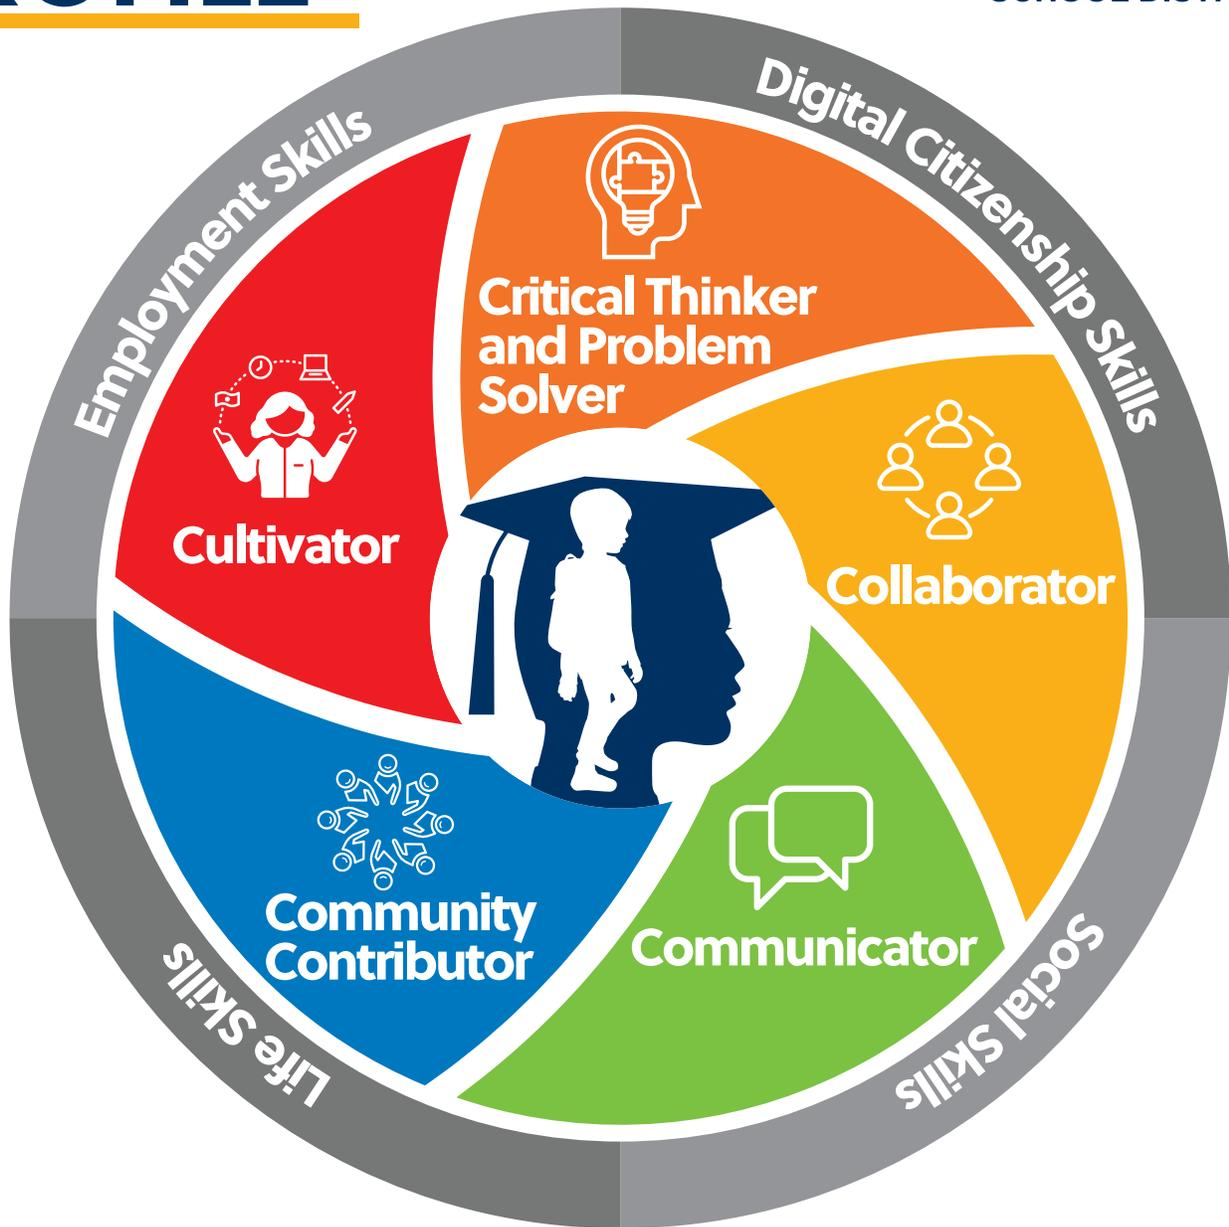 Employment Skills
Digital Citizenship Skills
Critical Thinker
and Problem
Solver
Cultivator
Collaborator
Community
Contributor
Communicator
Life Skills
Social Skills